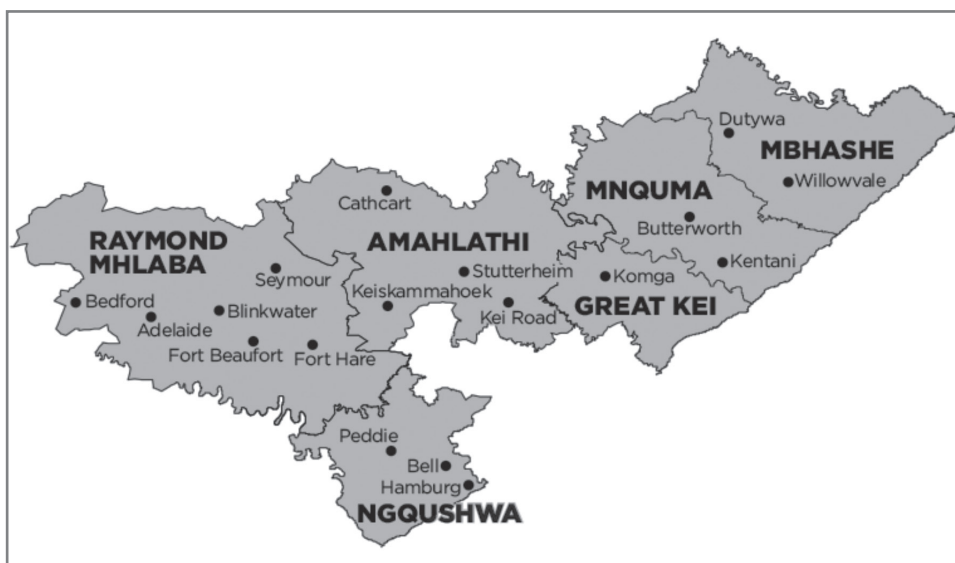 Dutywa
MBHASHE
Willowvale
MNQUMA
Butterworth
Kentani
Cathcart
AMAHLATHI
Stutterheim
Keiskammahoek
Kei Road
Komga
GREAT KEI
RAYMOND
MHLABA
Seymour
Bedford
Blinkwater
Adelaide
Fort Beaufort
Fort Hare
Peddie
Bell
Hamburg
NGQUSHWA